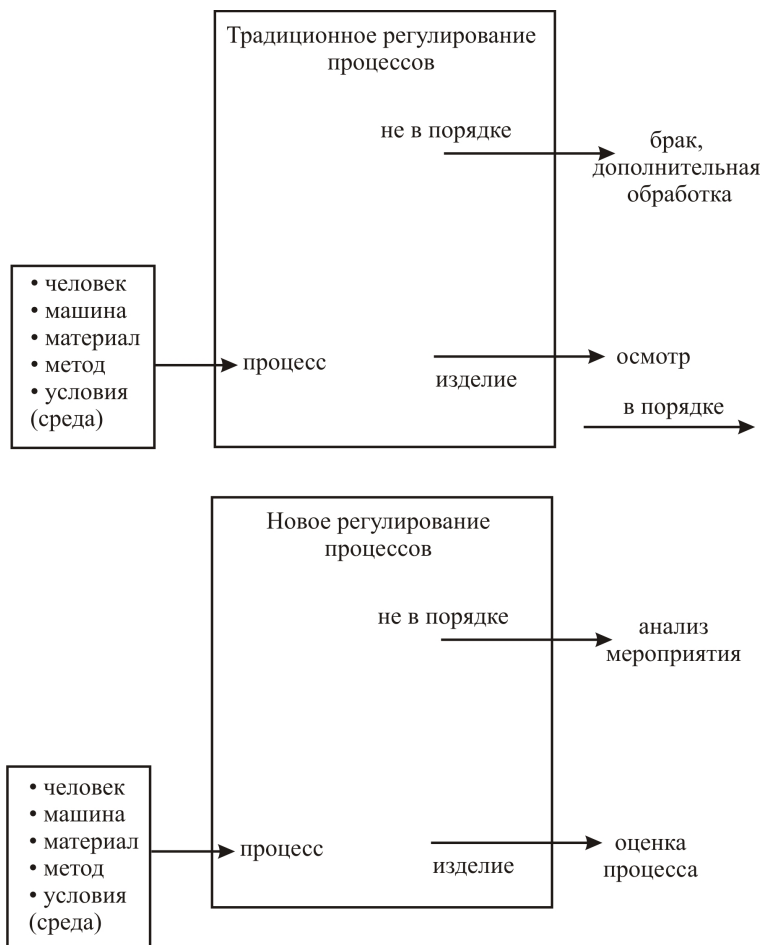 Традиционное регулирование
процессов
не в порядке
брак,
дополнительная
обработка
• человек
• машина
• материал
• метод
• условия
(среда)
процесс
изделие
осмотр
в порядке
Новое регулирование
процессов
не в порядке
анализ
мероприятия
• человек
• машина
• материал
• метод
• условия
(среда)
процесс
изделие
оценка
процесса